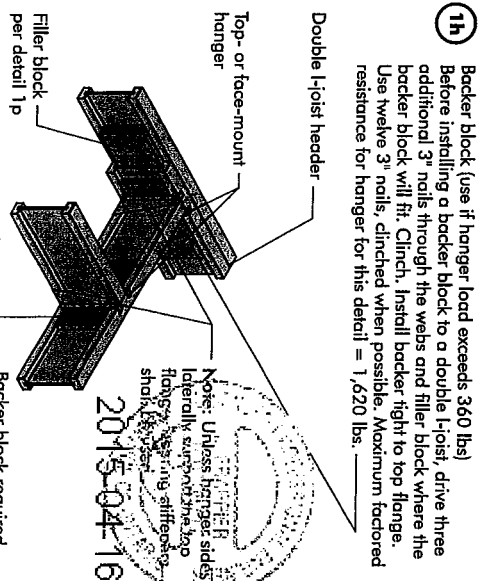 1h
Backer block (use if hanger load exceeds 360 lbs)
Before installing a backer block to a double I-joist, drive three
additional 3" nails through the webs and filler block where the
backer block will fit. Clinch. Install backer tight to top flange.
Use twelve 3" nails, clinched when possible. Maximum factored
resistance for hanger for this detail = 1,620 lbs.
Double I-joist header
Top- or face-mount
hanger
Filler block
per detail 1p
Note: Unless hanger sides
laterally support the top
flange, bearing stiffeners
shall be used.
2015-04-16
Backer block required